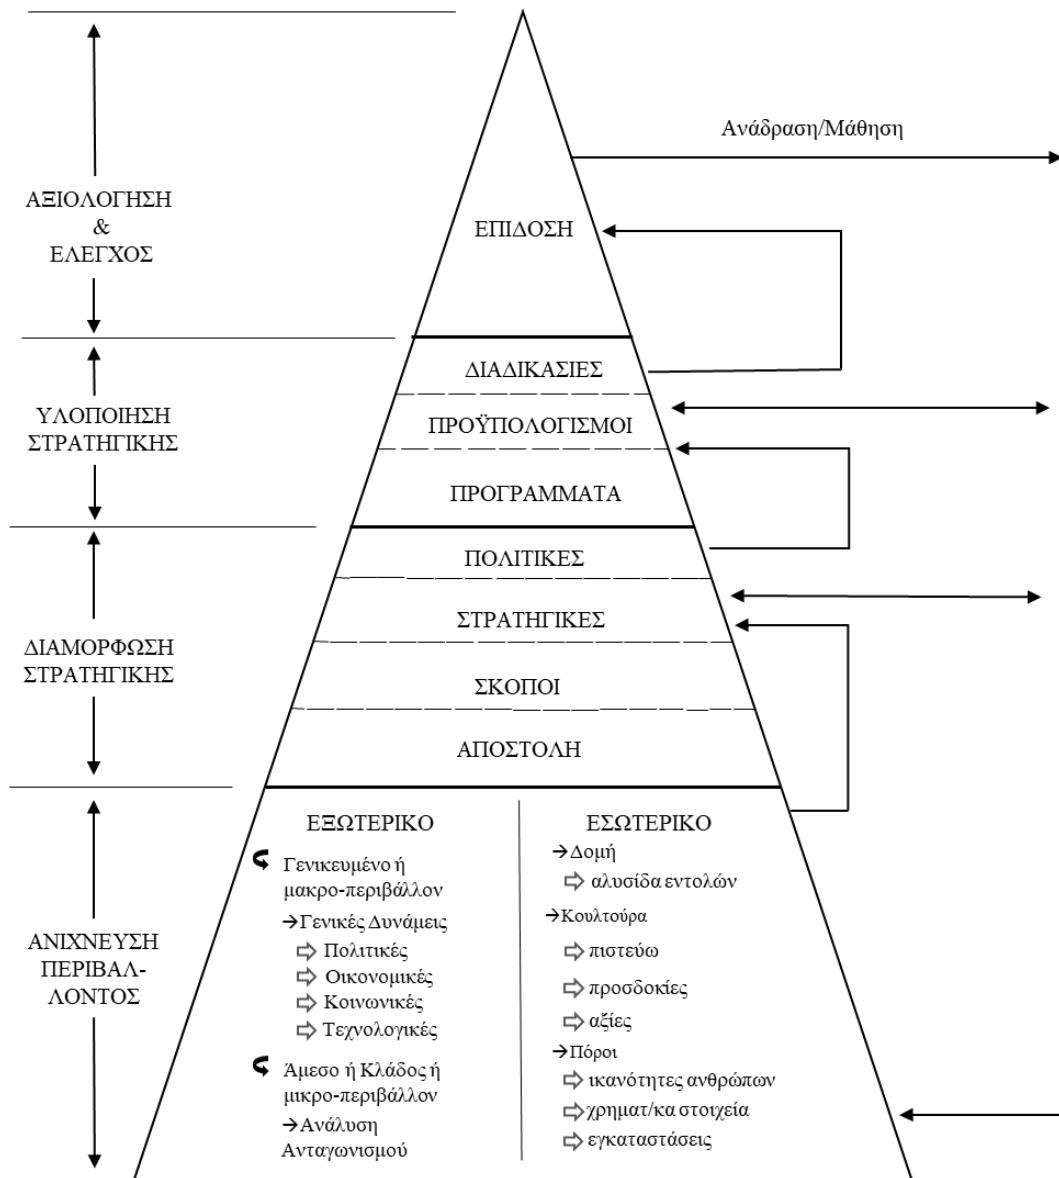 Ανάδραση/Μάθηση
ΑΞΙΟΛΟΓΗΣΗ
&
ΕΛΕΓΧΟΣ
ΕΠΙΔΟΣΗ
ΥΛΟΠΟΙΗΣΗ
ΣΤΡΑΤΗΓΙΚΗΣ
ΔΙΑΔΙΚΑΣΙΕΣ
ΠΡΟΫΠΟΛΟΓΙΣΜΟΙ
ΠΡΟΓΡΑΜΜΑΤΑ
ΔΙΑΜΟΡΦΩΣΗ
ΣΤΡΑΤΗΓΙΚΗΣ
ΠΟΛΙΤΙΚΕΣ
ΣΤΡΑΤΗΓΙΚΕΣ
ΣΚΟΠΟΙ
ΑΠΟΣΤΟΛΗ
ΑΝΙΧΝΕΥΣΗ
ΠΕΡΙΒΑΛ-
ΛΟΝΤΟΣ
ΕΞΩΤΕΡΙΚΟ
Γενικευμένο ή
μακρο-περιβάλλον
Γενικές Δυνάμεις
Πολιτικές
Οικονομικές
Κοινωνικές
Τεχνολογικές
Άμεσο ή Κλάδος ή
μικρο-περιβάλλον
Ανάλυση
Ανταγωνισμού
ΕΣΩΤΕΡΙΚΟ
Δομή
αλυσίδα εντολών
Κουλτούρα
πιστεύω
προσδοκίες
αξίες
Πόροι
ικανότητες ανθρώπων
χρηματ/κα στοιχεία
εγκαταστάσεις